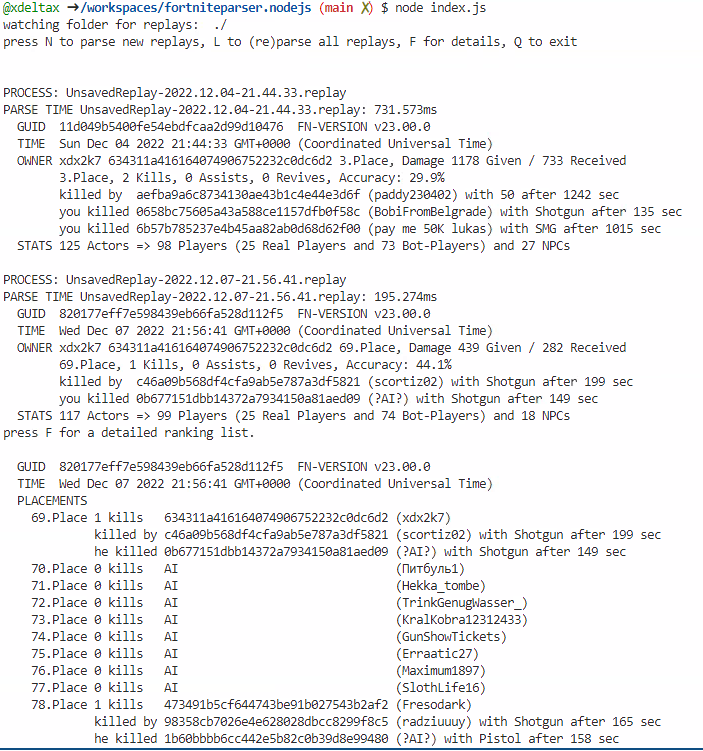 @xdeltax ➜/workspaces/fortniteparser.nodejs (main ✗) $ node index.js
watching folder for replays:  ./
press N to parse new replays, L to (re)parse all replays, F for details, Q to exit
PROCESS: UnsavedReplay-2022.12.04-21.44.33.replay
PARSE TIME UnsavedReplay-2022.12.04-21.44.33.replay: 731.573ms
GUID  11d049b5400fe54ebdfcaa2d99d10476  FN-VERSION v23.00.0
TIME  Sun Dec 04 2022 21:44:33 GMT+0000 (Coordinated Universal Time)
OWNER xdx2k7 634311a416164074906752232c0dc6d2 3.Place, Damage 1178 Given / 733 Received
3.Place, 2 Kills, 0 Assists, 0 Revives, Accuracy: 29.9%
killed by  aefba9a6c8734130ae43b1c4e44e3d6f (paddy230402) with 50 after 1242 sec
you killed 0658bc75605a43a588ce1157dfb0f58c (BobiFromBelgrade) with Shotgun after 135 sec
you killed 6b57b785237e4b45aa82ab0d68d62f00 (pay me 50K lukas) with SMG after 1015 sec
STATS 125 Actors => 98 Players (25 Real Players and 73 Bot-Players) and 27 NPCs
PROCESS: UnsavedReplay-2022.12.07-21.56.41.replay
PARSE TIME UnsavedReplay-2022.12.07-21.56.41.replay: 195.274ms
GUID  820177eff7e598439eb66fa528d112f5  FN-VERSION v23.00.0
TIME  Wed Dec 07 2022 21:56:41 GMT+0000 (Coordinated Universal Time)
OWNER xdx2k7 634311a416164074906752232c0dc6d2 69.Place, Damage 439 Given / 282 Received
69.Place, 1 Kills, 0 Assists, 0 Revives, Accuracy: 44.1%
killed by  c46a09b568df4cfa9ab5e787a3df5821 (scortiz02) with Shotgun after 199 sec
you killed 0b677151dbb14372a7934150a81aed09 (?AI?) with Shotgun after 149 sec
STATS 117 Actors => 99 Players (25 Real Players and 74 Bot-Players) and 18 NPCs
press F for a detailed ranking list.
GUID  820177eff7e598439eb66fa528d112f5  FN-VERSION v23.00.0
TIME  Wed Dec 07 2022 21:56:41 GMT+0000 (Coordinated Universal Time)
PLACEMENTS
69.Place 1 kills   634311a416164074906752232c0dc6d2 (xdx2k7)
killed by c46a09b568df4cfa9ab5e787a3df5821 (scortiz02) with Shotgun after 199 sec
he killed 0b677151dbb14372a7934150a81aed09 (?AI?) with Shotgun after 149 sec
70.Place 0 kills   AI (Питбуль1)
71.Place 0 kills   AI (Hekka_tombe)
72.Place 0 kills   AI (TrinkGenugWasser_)
73.Place 0 kills   AI (KralKobra12312433)
74.Place 0 kills   AI (GunShowTickets)
75.Place 0 kills   AI (Erraatic27)
76.Place 0 kills   AI (Maximum1897)
77.Place 0 kills   AI (SlothLife16)
78.Place 1 kills   473491b5cf644743be91b027543b2af2 (Fresodark)
killed by 98358cb7026e4e628028dbcc8299f8c5 (radziuuuy) with Shotgun after 165 sec
he killed 1b60bbbb6cc442e5b82c0b39d8e99480 (?AI?) with Pistol after 158 sec